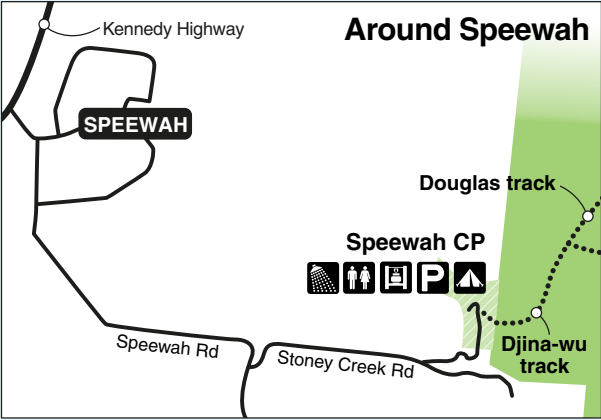 Around Speewah
Kennedy Highway
SPEEWAH
Douglas track
Speewah CP
P
Djina-wu
track
Speewah Rd
Stoney Creek Rd